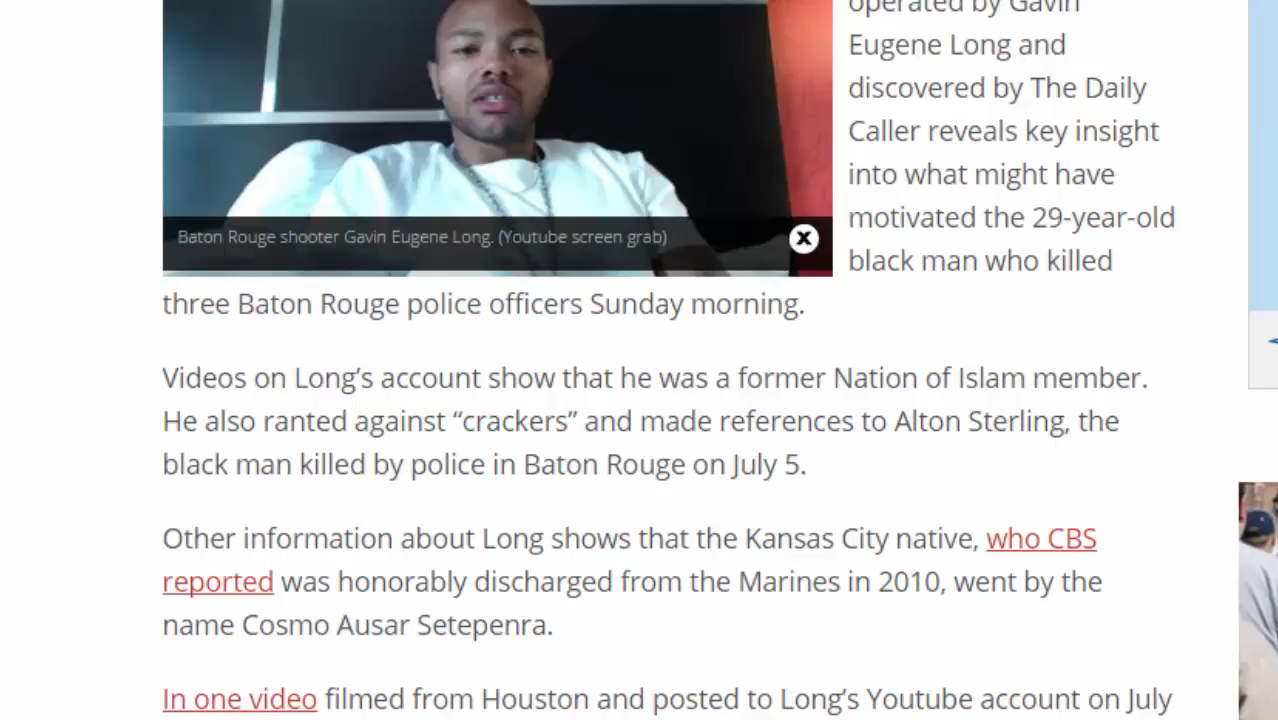 operated by Gavin
Eugene Long and
discovered by The Daily
Caller reveals key insight
into what might have
motivated the 29-year-old
black man who killed
Baton Rouge shooter Gavin Eugene Long. (Youtube screen grab)
three Baton Rouge police officers Sunday morning.
Videos on Long’s account show that he was a former Nation of Islam member.
He also ranted against “crackers” and made references to Alton Sterling, the
black man killed by police in Baton Rouge on July 5.
Other information about Long shows that the Kansas City native, who CBS
reported was honorably discharged from the Marines in 2010, went by the
name Cosmo Ausar Setepenra.
In one video filmed from Houston and posted to Long’s Youtube account on July